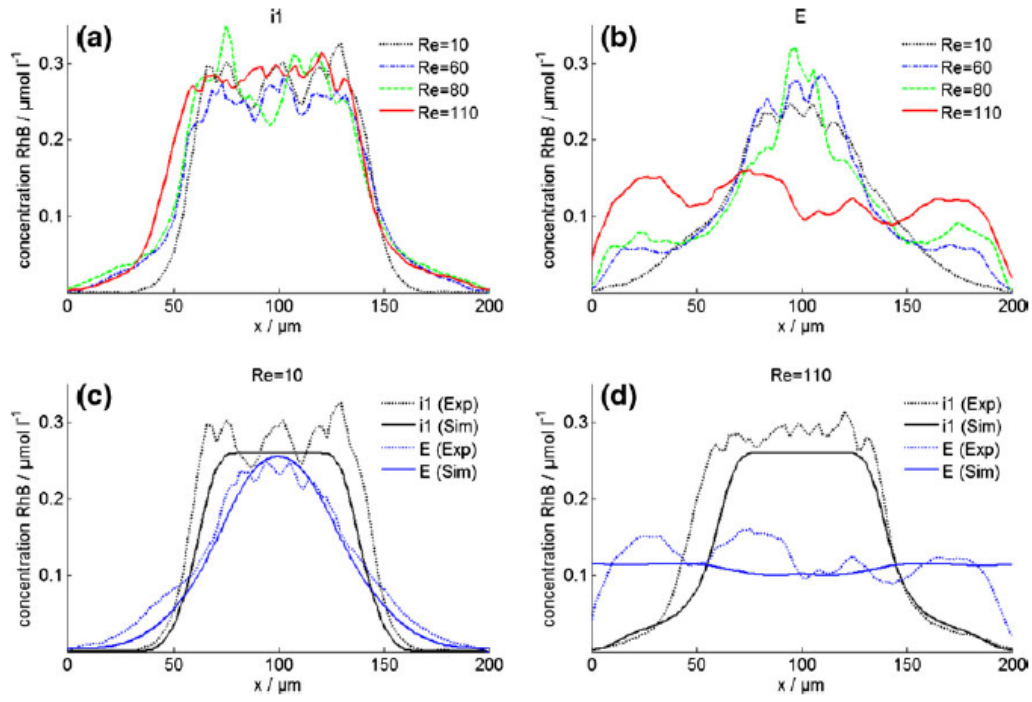 (a)
i1
Re=10
Re=60
Re=80
Re=110
concentration RhB / µmol l⁻¹
0.3
0.2
0.1
0
50
100
150
200
x / µm
(b)
E
Re=10
Re=60
Re=80
Re=110
concentration RhB / µmol l⁻¹
0.3
0.2
0.1
0
50
100
150
200
x / µm
(c)
Re=10
i1 (Exp)
i1 (Sim)
E (Exp)
E (Sim)
concentration RhB / µmol l⁻¹
0.3
0.2
0.1
0
50
100
150
200
x / µm
(d)
Re=110
i1 (Exp)
i1 (Sim)
E (Exp)
E (Sim)
concentration RhB / µmol l⁻¹
0.3
0.2
0.1
0
50
100
150
200
x / µm